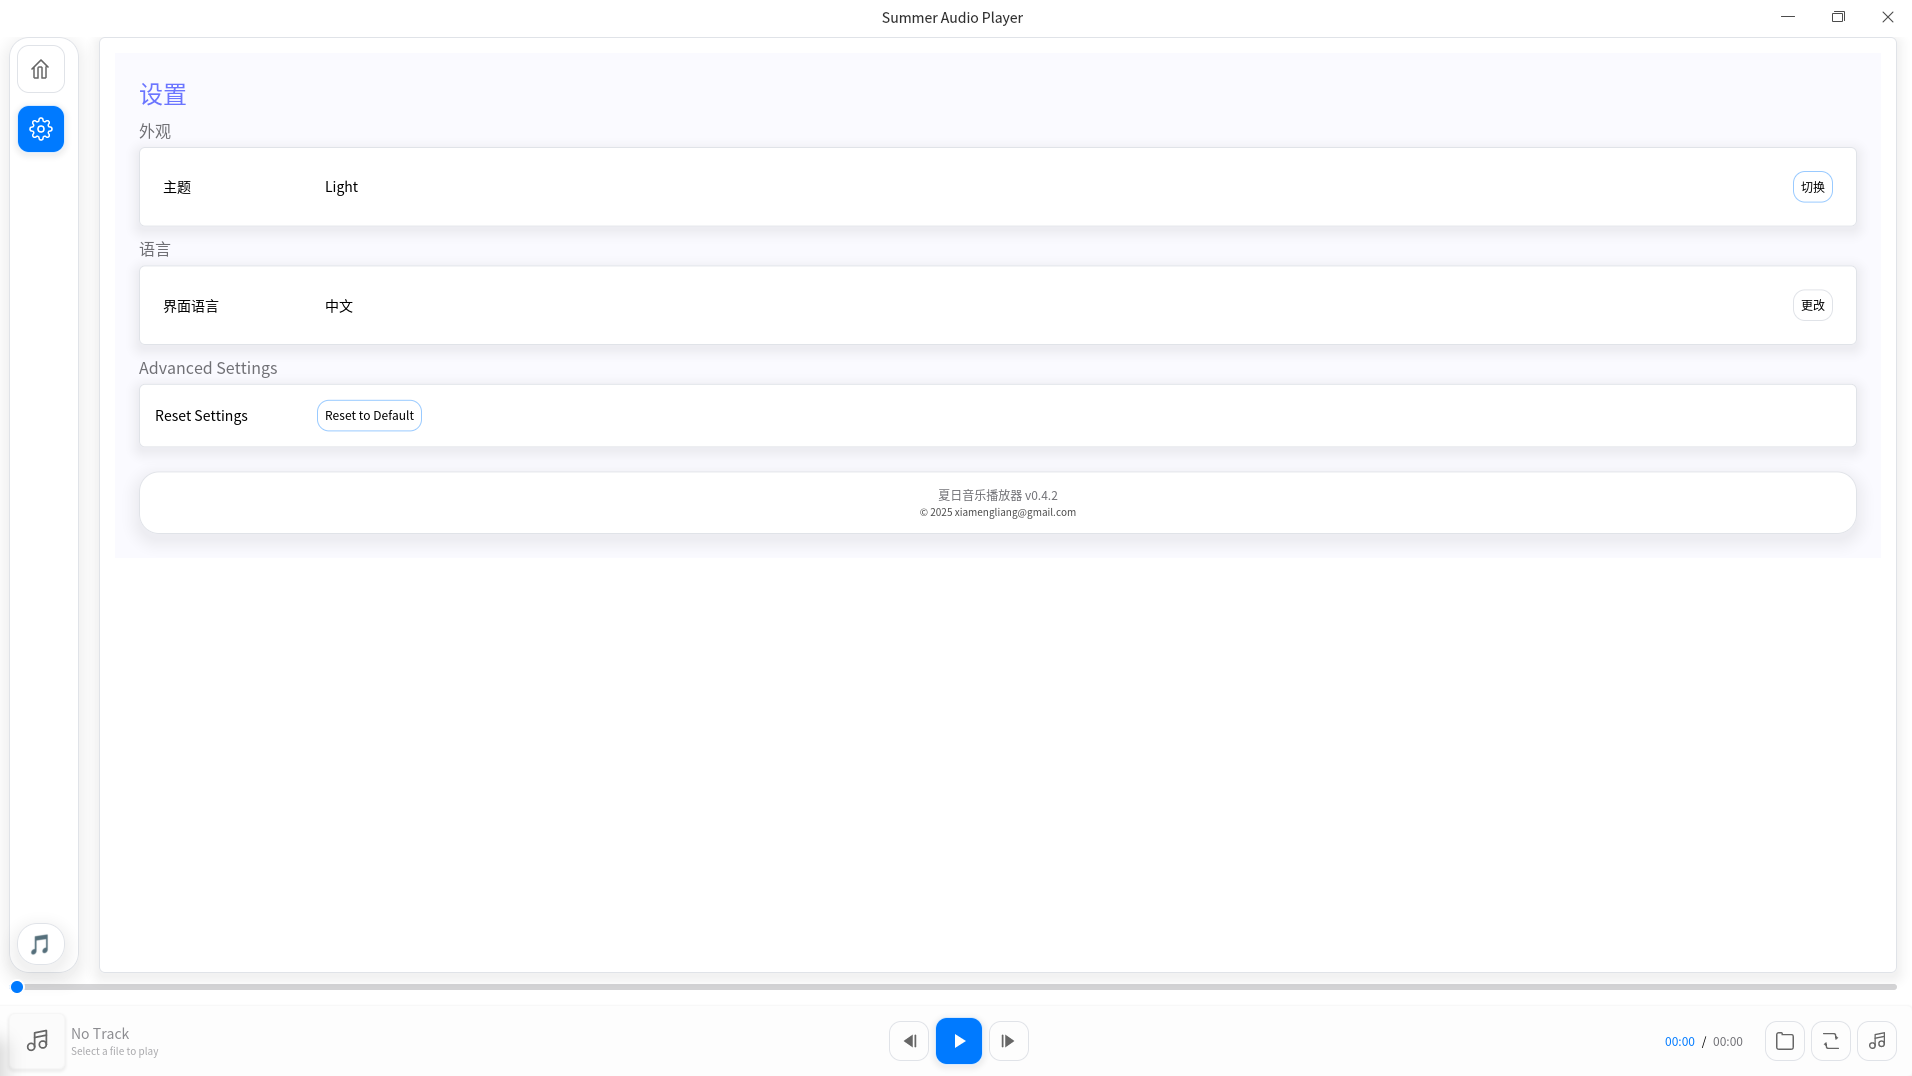 Summer Audio Player
设置
外观
主题 Light 切换
语言
界面语言 中文 更改
Advanced Settings
Reset Settings Reset to Default
夏日音乐播放器 v0.4.2
© 2025 xiamengliang@gmail.com
No Track
Select a file to play
00:00 / 00:00